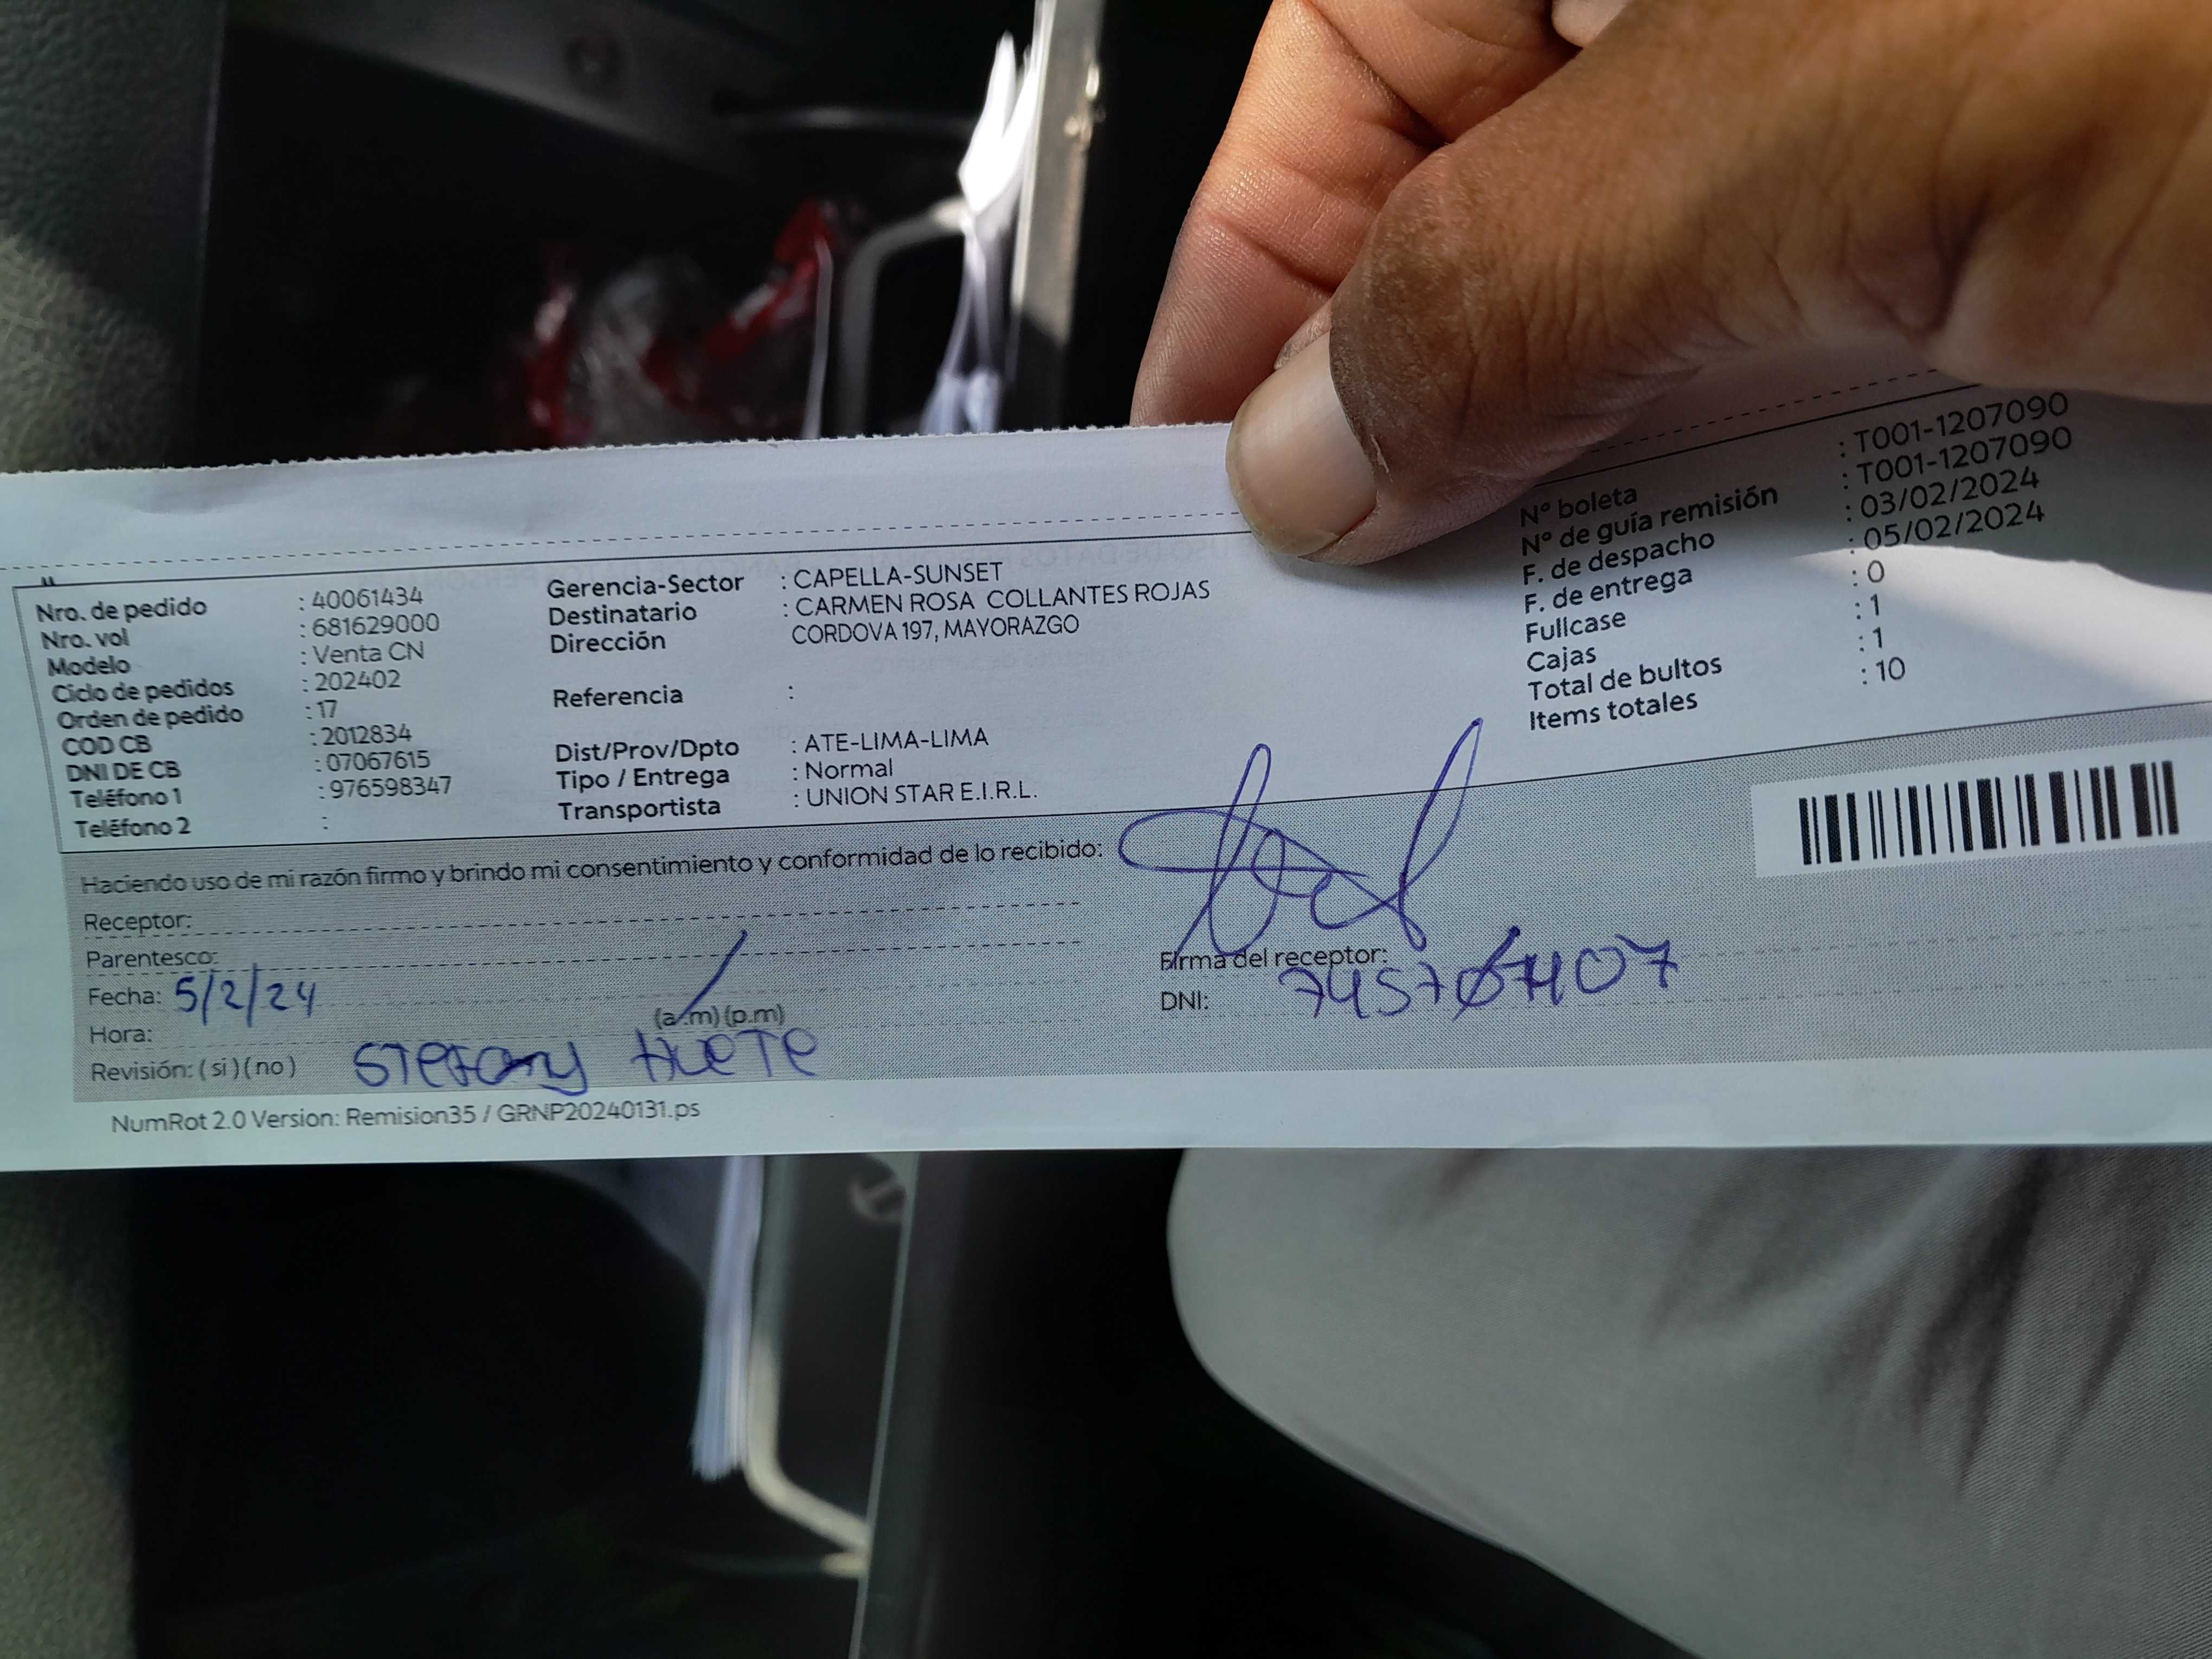 Nro. de pedido : 40061434
Nro. vol : 681629000
Modelo : Venta CN
Ciclo de pedidos : 202402
Orden de pedido : 17
COD CB : 2012834
DNI DE CB : 07067615
Teléfono 1 : 976598347
Teléfono 2 :
Gerencia-Sector : CAPELLA-SUNSET
Destinatario : CARMEN ROSA COLLANTES ROJAS
Dirección CORDOVA 197, MAYORAZGO
Referencia :
Dist/Prov/Dpto : ATE-LIMA-LIMA
Tipo / Entrega : Normal
Transportista : UNION STAR E.I.R.L.
N° boleta : T001-1207090
N° de guía remisión : T001-1207090
F. de despacho : 03/02/2024
F. de entrega : 05/02/2024
Fullcase : 0
Cajas : 1
Total de bultos : 1
Items totales : 10
Haciendo uso de mi razón firmo y brindo mi consentimiento y conformidad de lo recibido:
Receptor:
Parentesco:
Fecha: 5/2/24
Hora: (a.m) (p.m)
Revisión: (si) (no) STEFany HUETE
Firma del receptor:
DNI:
NumRot 2.0 Version: Remision35 / GRNP20240131.ps